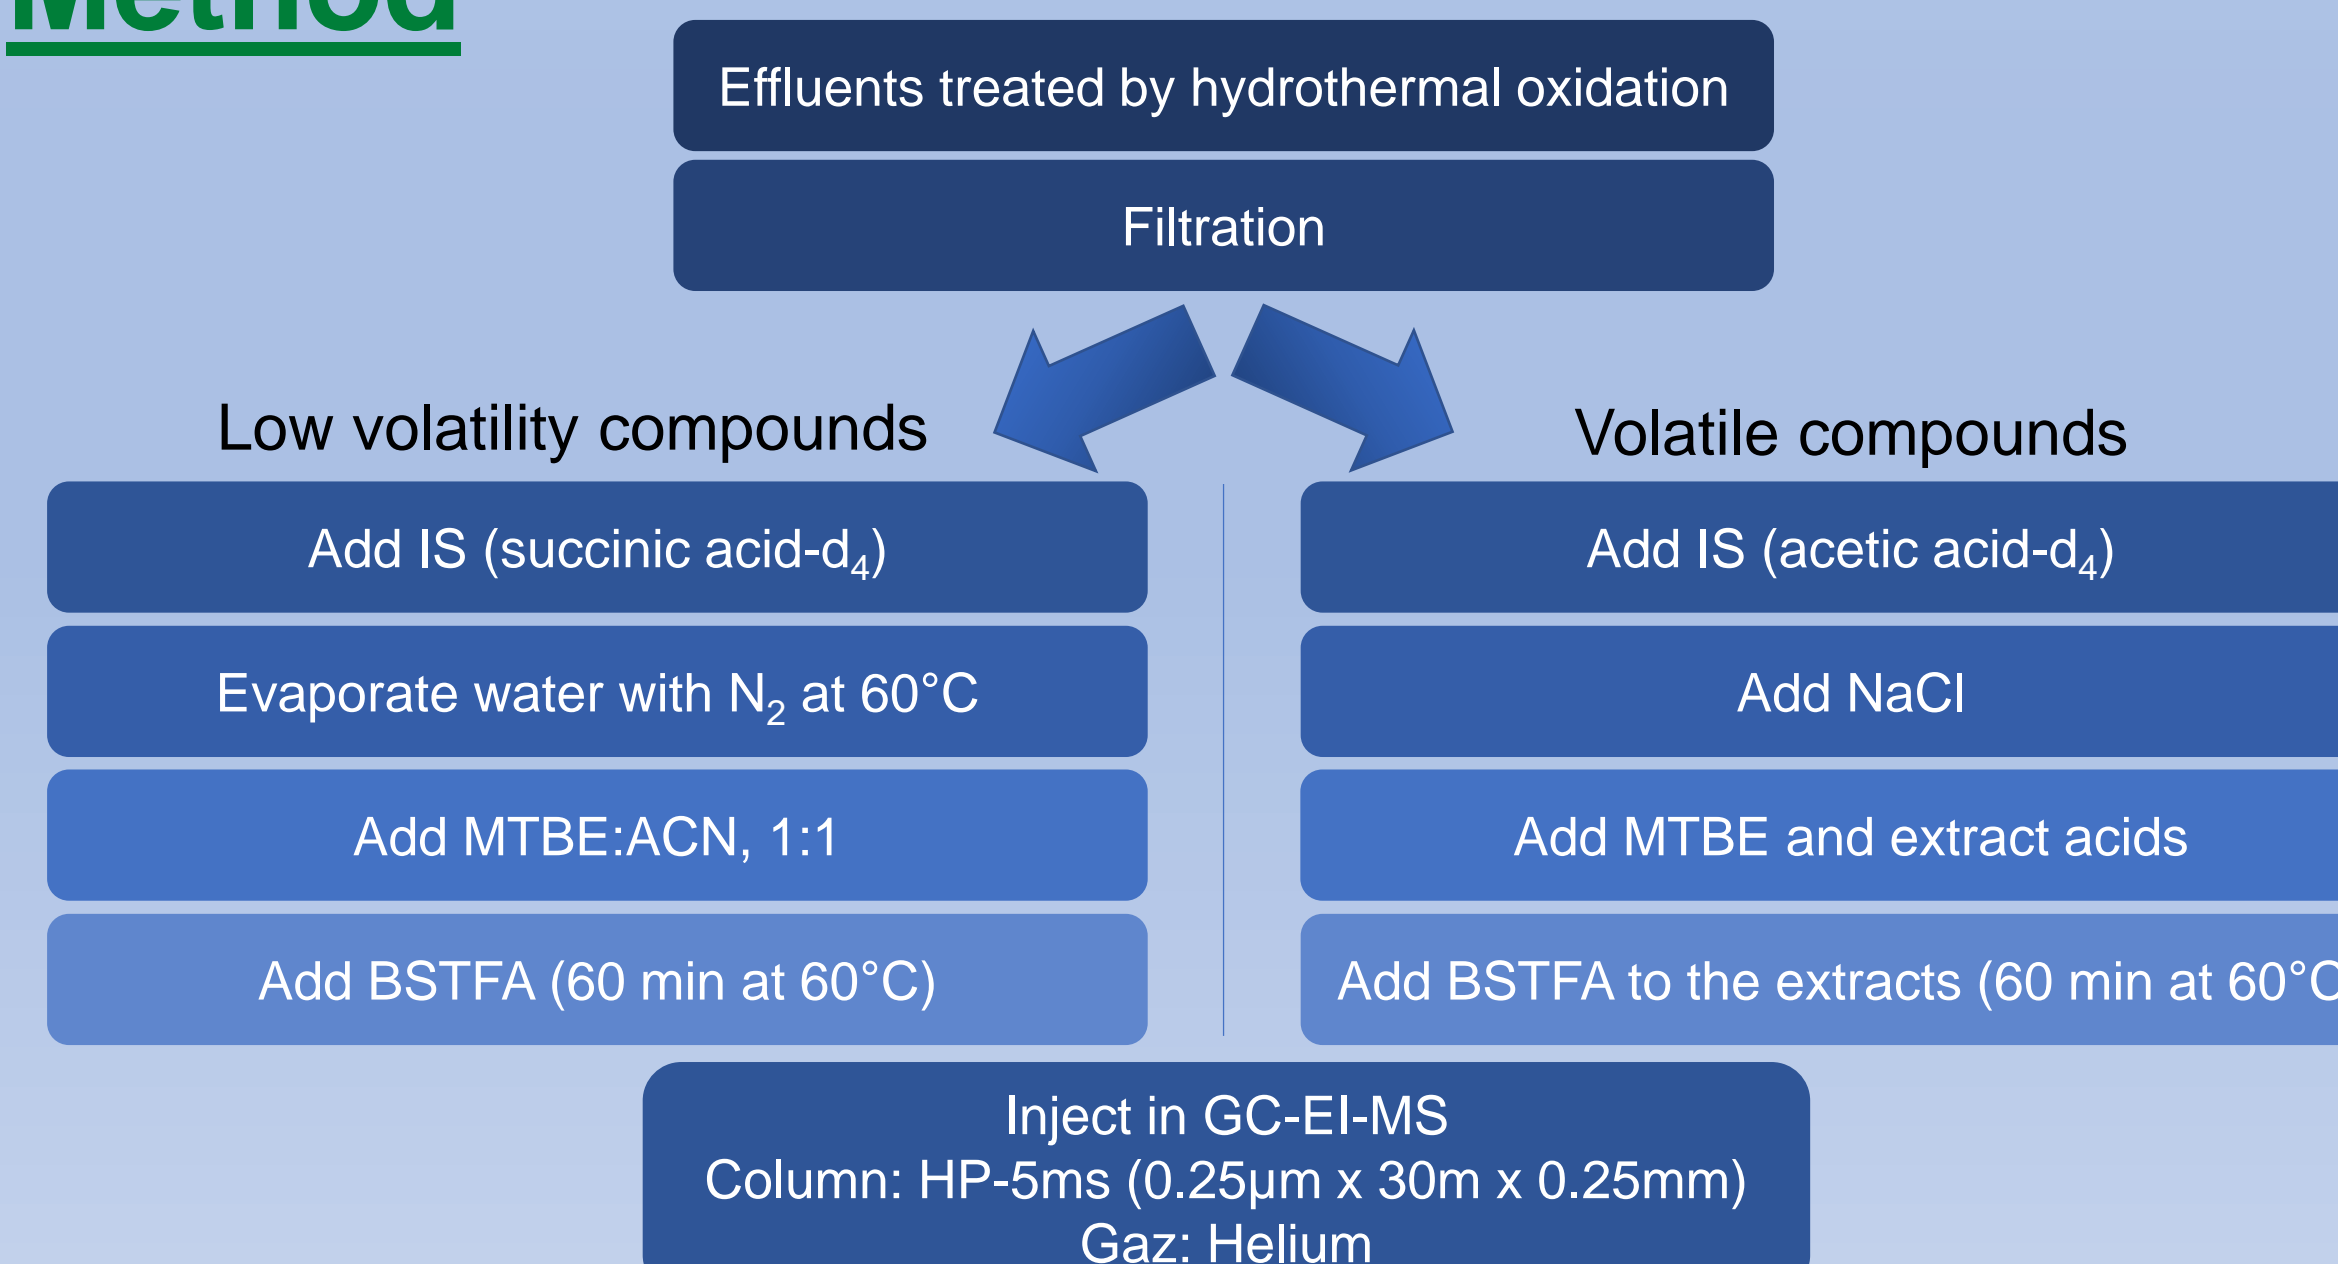 Method
Effluents treated by hydrothermal oxidation
Filtration
Low volatility compounds
Add IS (succinic acid-d₄)
Evaporate water with N₂ at 60°C
Add MTBE:ACN, 1:1
Add BSTFA (60 min at 60°C)
Volatile compounds
Add IS (acetic acid-d₄)
Add NaCl
Add MTBE and extract acids
Add BSTFA to the extracts (60 min at 60°C
Inject in GC-EI-MS
Column: HP-5ms (0.25µm x 30m x 0.25mm)
Gaz: Helium